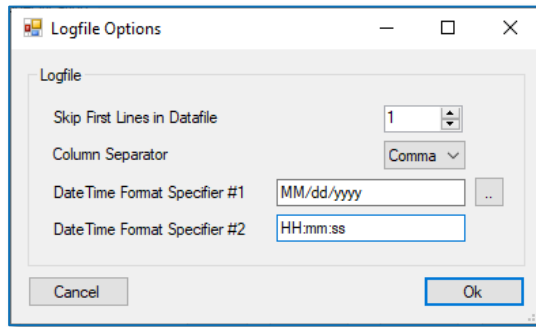 Logfile Options
Logfile
Skip First Lines in Datafile 1
Column Separator Comma
DateTime Format Specifier #1 MM/dd/yyyy ..
DateTime Format Specifier #2 HH:mm:ss
Cancel Ok